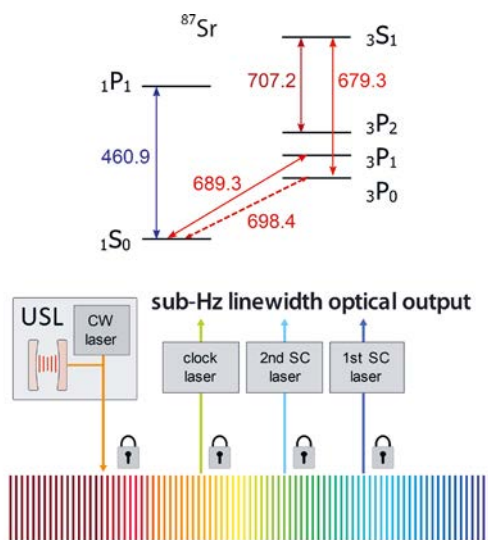 ⁸⁷Sr
₃S₁
₁P₁
707.2
679.3
₃P₂
460.9
₃P₁
689.3
₃P₀
698.4
₁S₀
sub-Hz linewidth optical output
USL
CW
laser
clock
laser
2nd SC
laser
1st SC
laser